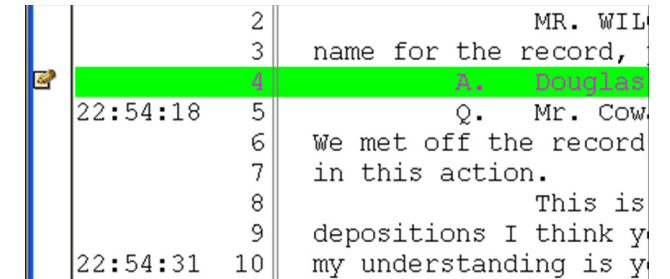 2 MR. WIL
3 name for the record,
4 A. Douglas
22:54:18 5 Q. Mr. Cow
6 We met off the record
7 in this action.
8 This is
9 depositions I think y
22:54:31 10 my understanding is y